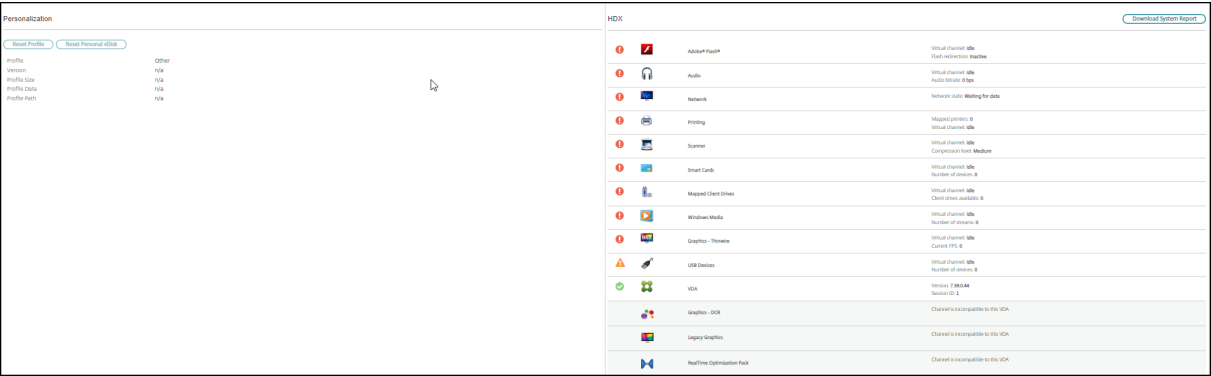 Personalization
Reset Profile
Reset Personal vDisk
Profile Other
Version n/a
Profile Size n/a
Profile Data n/a
Profile Path n/a
HDX
Download System Report
Adobe® Flash®
Virtual channel: Idle
Flash redirection: Inactive
Audio
Virtual channel: Idle
Audio bitrate: 0 bps
Network
Network state: Waiting for data
Printing
Mapped printers: 0
Virtual channel: Idle
Scanner
Virtual channel: Idle
Compression level: Medium
Smart Cards
Virtual channel: Idle
Number of devices: 0
Mapped Client Drives
Virtual channel: Idle
Client drives available: 0
Windows Media
Virtual channel: Idle
Number of streams: 0
Graphics - Thinwire
Virtual channel: Idle
Current FPS: 0
USB Devices
Virtual channel: Idle
Number of devices: 0
VDA
Version: 7.38.0.44
Session ID: 1
Graphics - DCR
Channel is incompatible to this VDA
Legacy Graphics
Channel is incompatible to this VDA
RealTime Optimization Pack
Channel is incompatible to this VDA